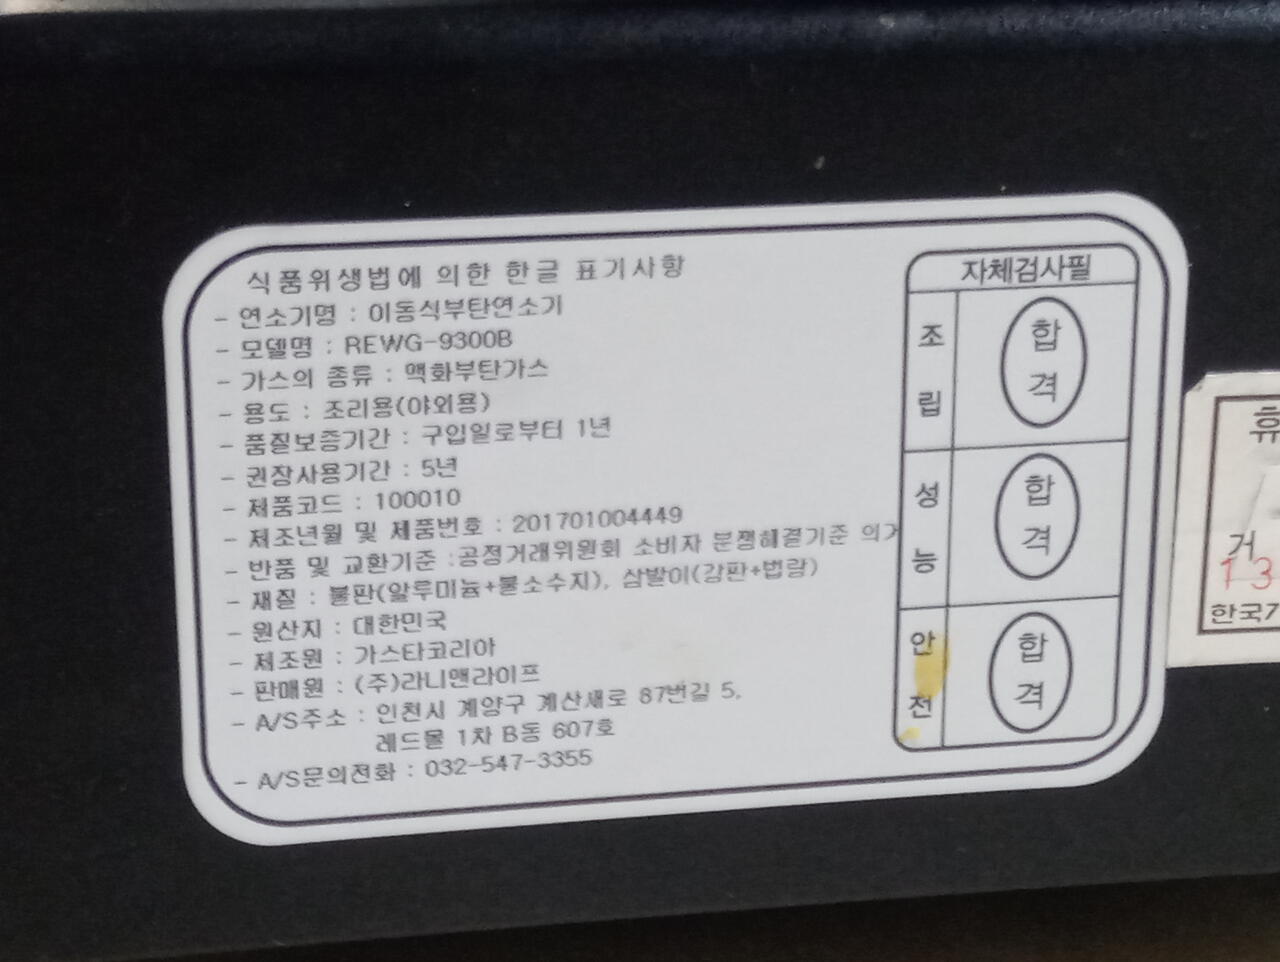 식품위생법에 의한 한글 표기사항
- 연소기명 : 이동식부탄연소기
- 모델명 : REWG-9300B
- 가스의 종류 : 액화부탄가스
- 용도 : 조리용(야외용)
- 품질보증기간 : 구입일로부터 1년
- 권장사용기간 : 5년
- 제품코드 : 100010
- 제조년월 및 제품번호 : 201701004449
- 반품 및 교환기준 :공정거래위원회 소비자 분쟁해결기준 의거
- 재질 : 불판(알루미늄+불소수지), 삼발이(강판+법랑)
- 원산지 : 대한민국
- 제조원 : 가스타코리아
- 판매원 : (주)라니앤라이프
- A/S주소 : 인천시 계양구 계산새로 87번길 5,
레드몰 1차 B동 607호
- A/S문의전화 : 032-547-3355
자체검사필
조립 합격
성능 합격
안전 합격
휴
거
13
한국가